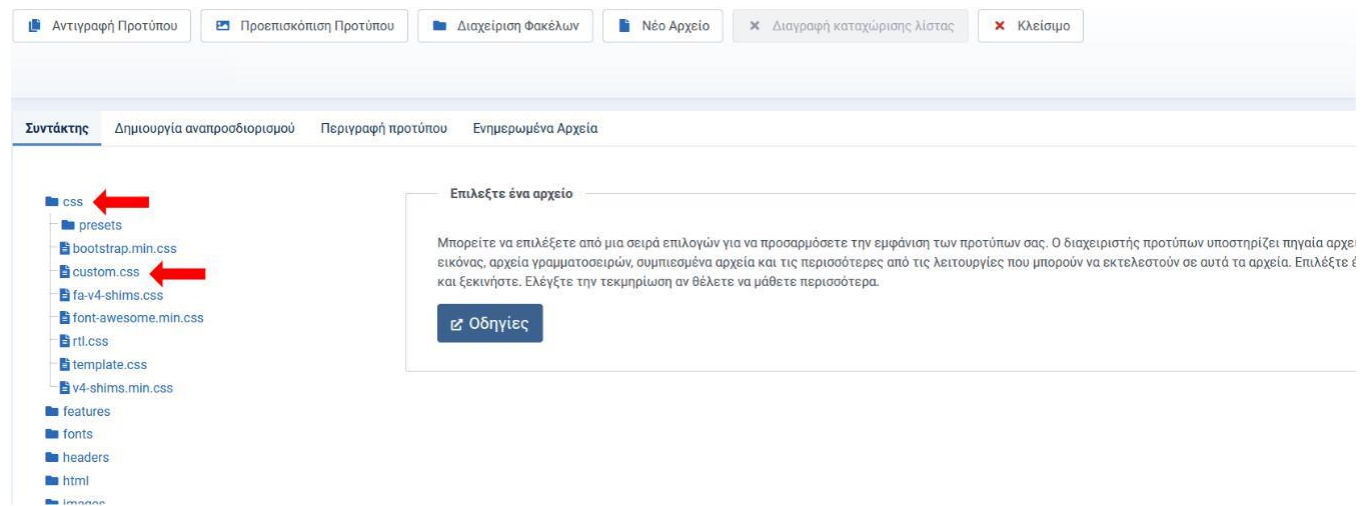 Αντιγραφή Προτύπου Προεπισκόπιση Προτύπου Διαχείριση Φακέλων Νέο Αρχείο Διαγραφή καταχώρισης λίστας Κλείσιμο
Συντάκτης Δημιουργία αναπροσδιορισμού Περιγραφή προτύπου Ενημερωμένα Αρχεία
css
presets
bootstrap.min.css
custom.css
fa-v4-shims.css
font-awesome.min.css
rtl.css
template.css
v4-shims.min.css
features
fonts
headers
html
images
Επιλεξτε ένα αρχείο
Μπορείτε να επιλέξετε από μια σειρά επιλογών για να προσαρμόσετε την εμφάνιση των προτύπων σας. Ο διαχειριστής προτύπων υποστηρίζει πηγαία αρχεί
εικόνας, αρχεία γραμματοσειρών, συμπιεσμένα αρχεία και τις περισσότερες από τις λειτουργίες που μπορούν να εκτελεστούν σε αυτά τα αρχεία. Επιλέξτε έ
και ξεκινήστε. Ελέγξτε την τεκμηρίωση αν θέλετε να μάθετε περισσότερα.
Οδηγίες